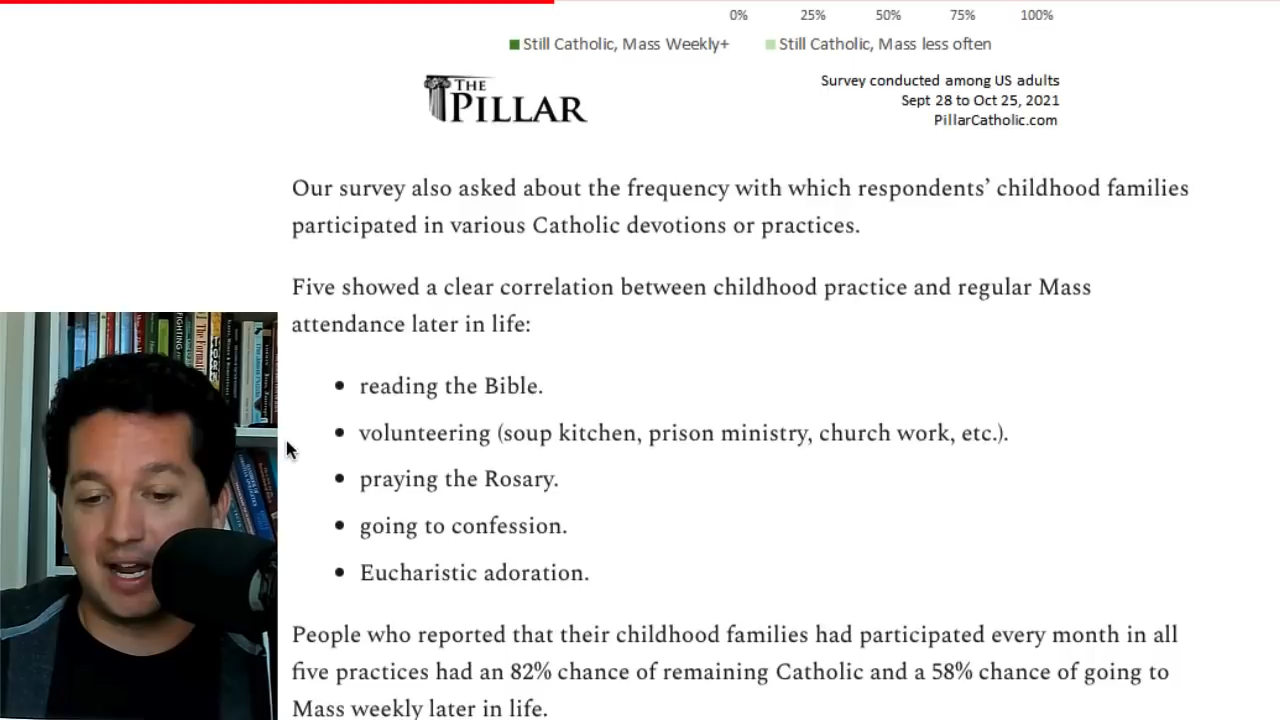 0% 25% 50% 75% 100%
Still Catholic, Mass Weekly+ Still Catholic, Mass less often
THE
PILLAR
Survey conducted among US adults
Sept 28 to Oct 25, 2021
PillarCatholic.com
Our survey also asked about the frequency with which respondents’ childhood families
participated in various Catholic devotions or practices.
Five showed a clear correlation between childhood practice and regular Mass
attendance later in life:
• reading the Bible.
• volunteering (soup kitchen, prison ministry, church work, etc.).
• praying the Rosary.
• going to confession.
• Eucharistic adoration.
People who reported that their childhood families had participated every month in all
five practices had an 82% chance of remaining Catholic and a 58% chance of going to
Mass weekly later in life.
FIGHTING
The Forma